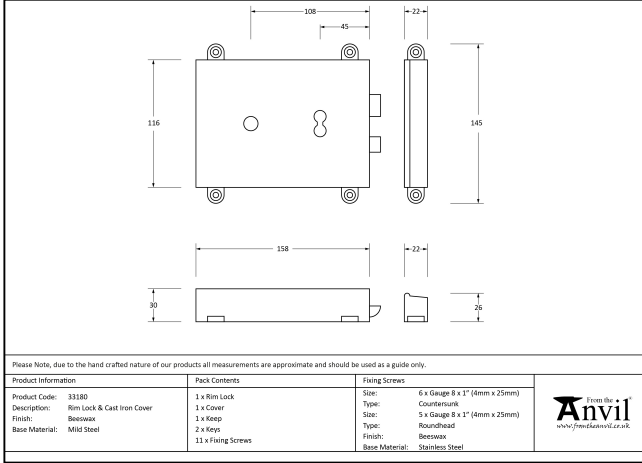 108
22
45
116
145
158
22
30
26
Please Note, due to the hand crafted nature of our products all measurements are approximate and should be used as a guide only.
Product Information
Product Code: 33180
Description: Rim Lock & Cast Iron Cover
Finish: Beeswax
Base Material: Mild Steel
Pack Contents
1 x Rim Lock
1 x Cover
1 x Keep
2 x Keys
11 x Fixing Screws
Fixing Screws
Size: 6 x Gauge 8 x 1" (4mm x 25mm)
Type: Countersunk
Size: 5 x Gauge 8 x 1" (4mm x 25mm)
Type: Roundhead
Finish: Beeswax
Base Material: Stainless Steel
From the
Anvil®
www.fromtheanvil.co.uk